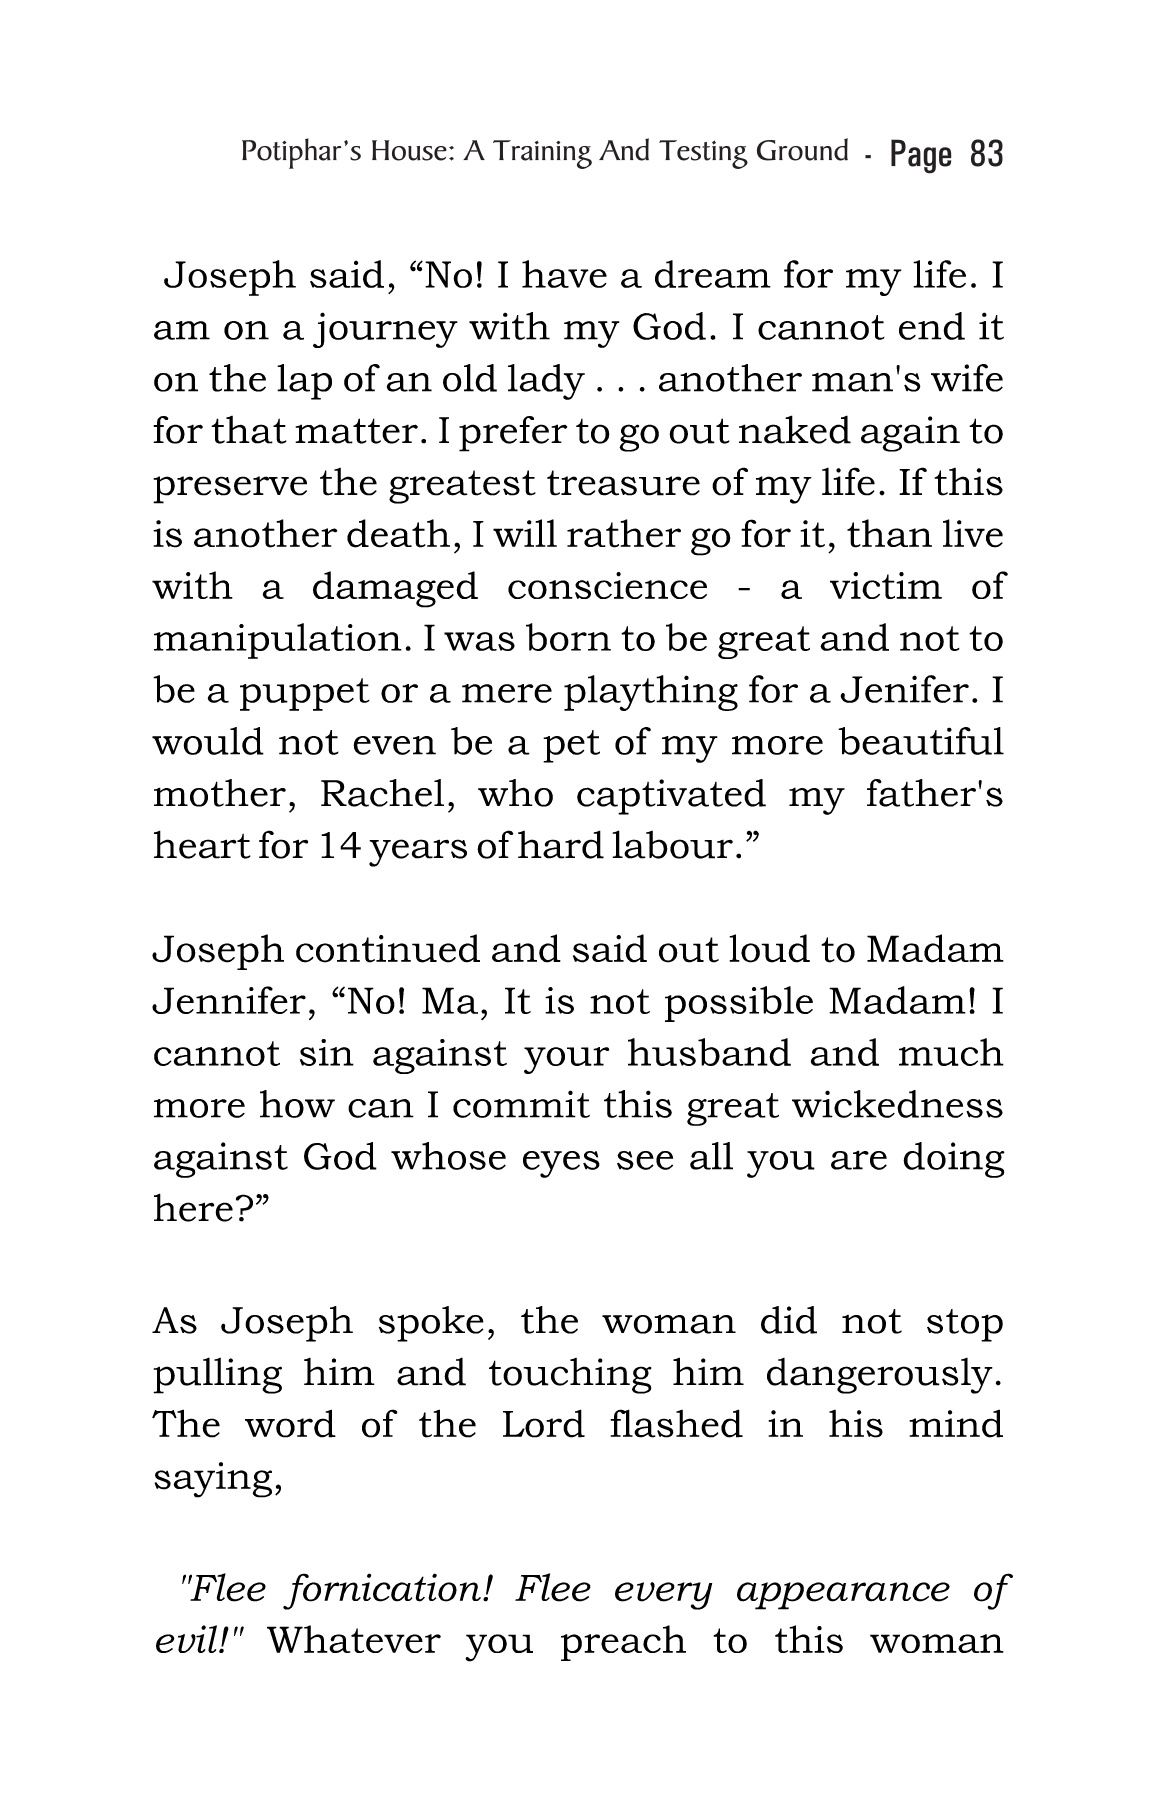 Potiphar's House: A Training And Testing Ground - Page 83
Joseph said, “No! I have a dream for my life. I
am on a journey with my God. I cannot end it
on the lap of an old lady . . . another man's wife
for that matter. I prefer to go out naked again to
preserve the greatest treasure of my life. If this
is another death, I will rather go for it, than live
with a damaged conscience - a victim of
manipulation. I was born to be great and not to
be a puppet or a mere plaything for a Jenifer. I
would not even be a pet of my more beautiful
mother, Rachel, who captivated my father's
heart for 14 years of hard labour.”
Joseph continued and said out loud to Madam
Jennifer, “No! Ma, It is not possible Madam! I
cannot sin against your husband and much
more how can I commit this great wickedness
against God whose eyes see all you are doing
here?”
As Joseph spoke, the woman did not stop
pulling him and touching him dangerously.
The word of the Lord flashed in his mind
saying,
"Flee fornication! Flee every appearance of
evil!" Whatever you preach to this woman